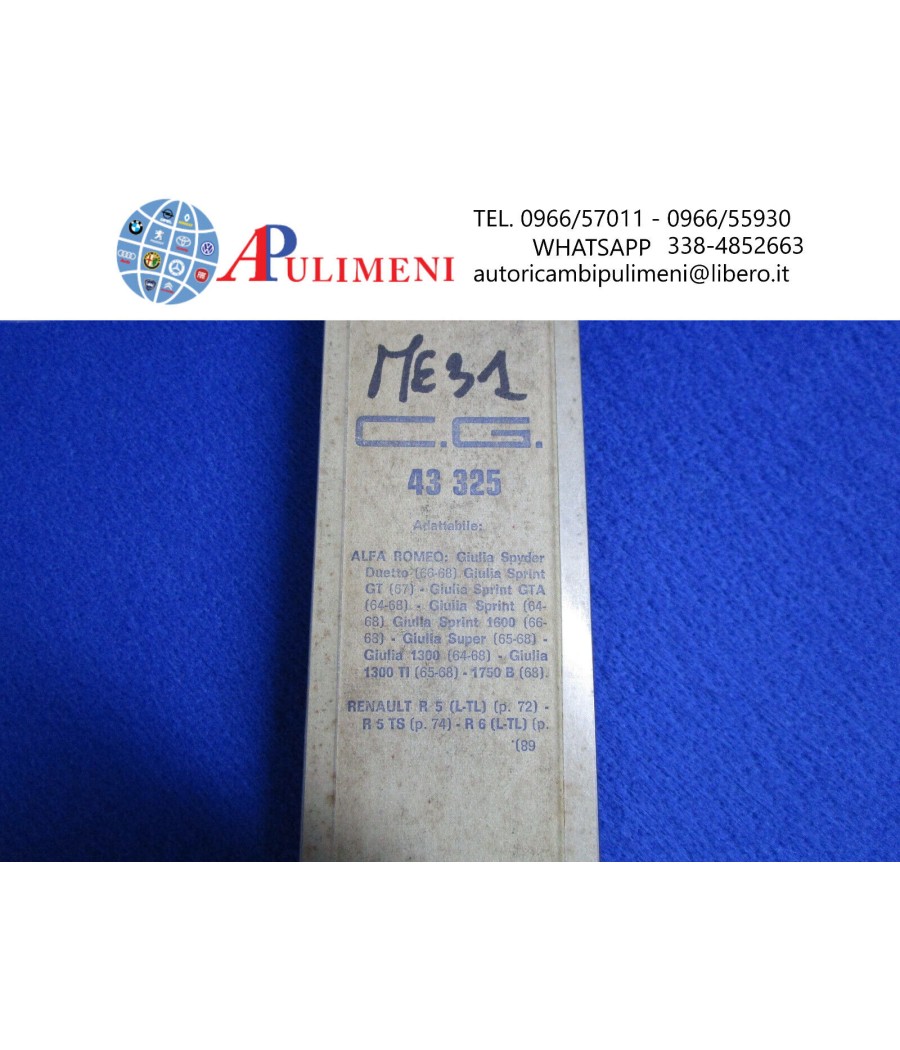 APULIMENI
TEL. 0966/57011 - 0966/55930
WHATSAPP 338-4852663
autoricambipulimeni@libero.it
ME31
C.G.
43 325
Adattabile:
ALFA ROMEO: Giulia Spyder
Duetto (66-68) Giulia Sprint
GT (67) - Giulia Sprint GTA
(64-68) - Giulia Sprint (64-
68) Giulia Sprint 1600 (66-
68) - Giulia Super (65-68) -
Giulia 1300 (64-68) - Giulia
1300 TI (65-68) - 1750 B (68).
RENAULT R 5 (L-TL) (p. 72) -
R 5 TS (p. 74) - R 6 (L-TL) (p.
68)